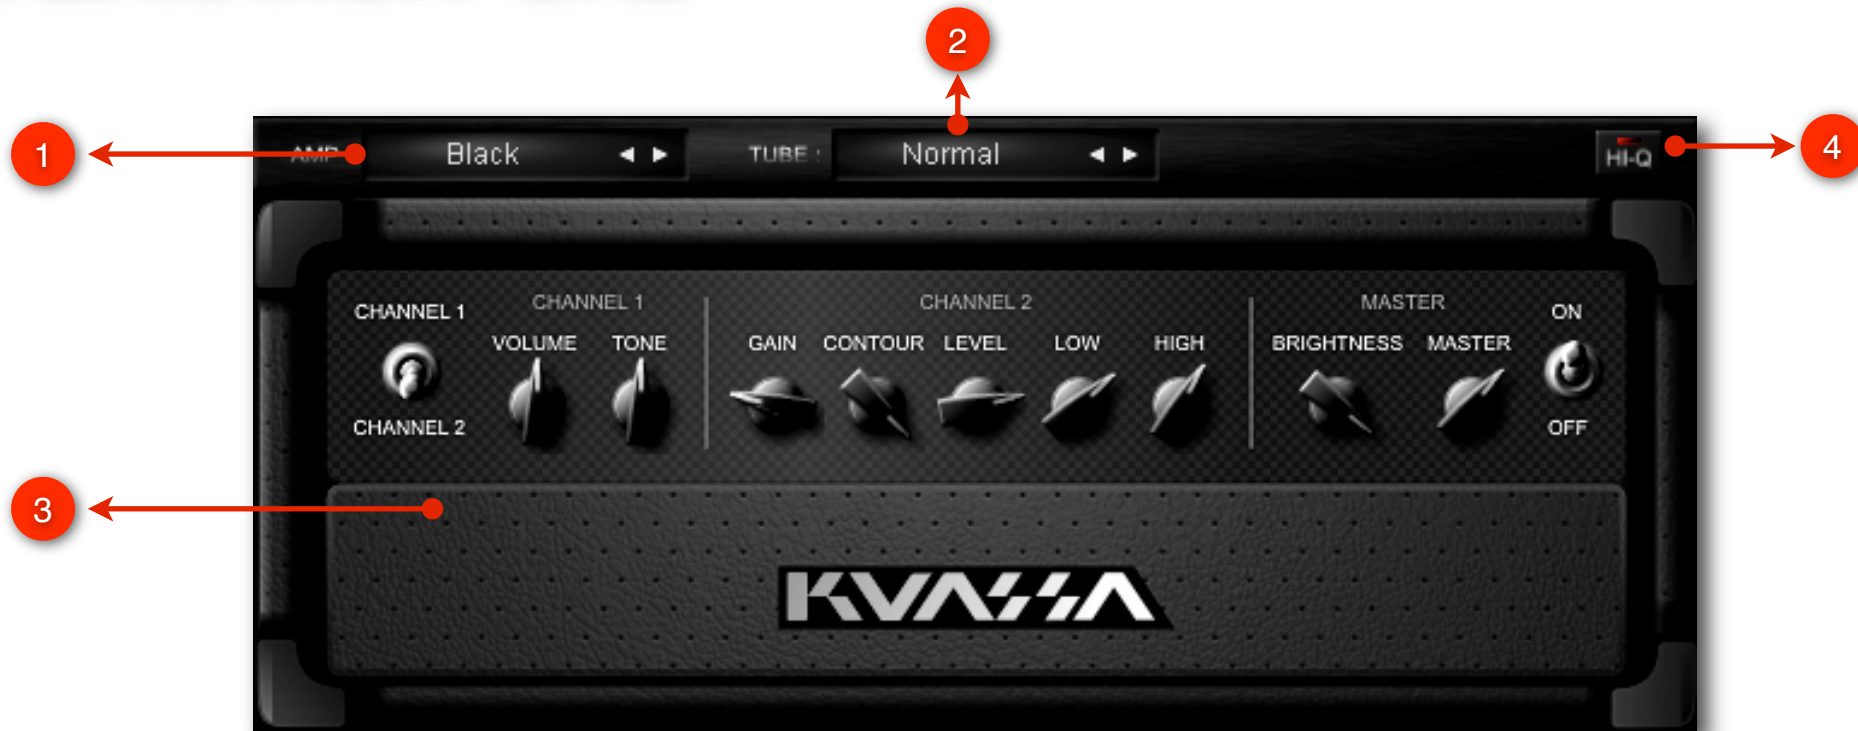 2
1
AMP
Black
TUBE :
Normal
HI-Q
4
CHANNEL 1
CHANNEL 2
CHANNEL 1
VOLUME TONE
CHANNEL 2
GAIN CONTOUR LEVEL LOW HIGH
MASTER
BRIGHTNESS MASTER
ON
OFF
3
KVASSA